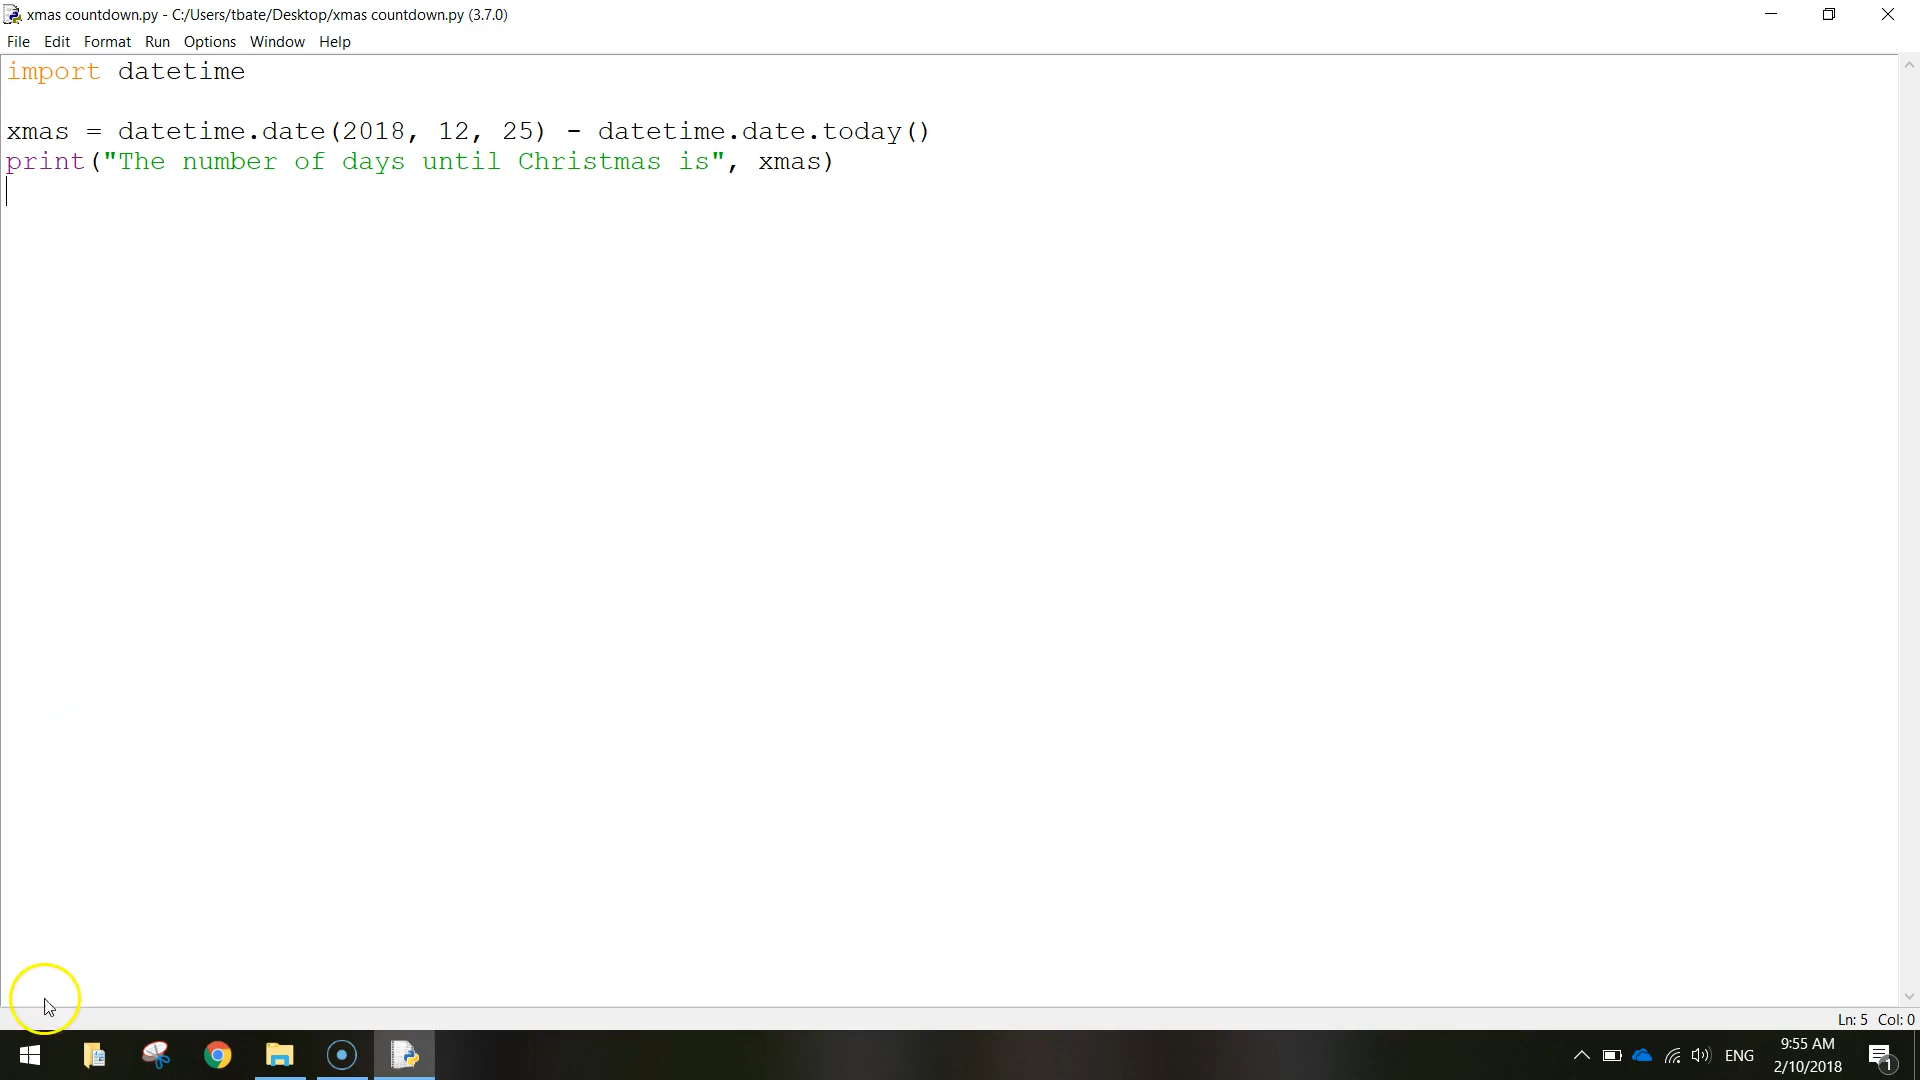 xmas countdown.py - C:/Users/tbate/Desktop/xmas countdown.py (3.7.0)
File Edit Format Run Options Window Help
import datetime
xmas = datetime.date(2018, 12, 25) - datetime.date.today()
print("The number of days until Christmas is", xmas)
Ln: 5 Col: 0
ENG
9:55 AM
2/10/2018
1